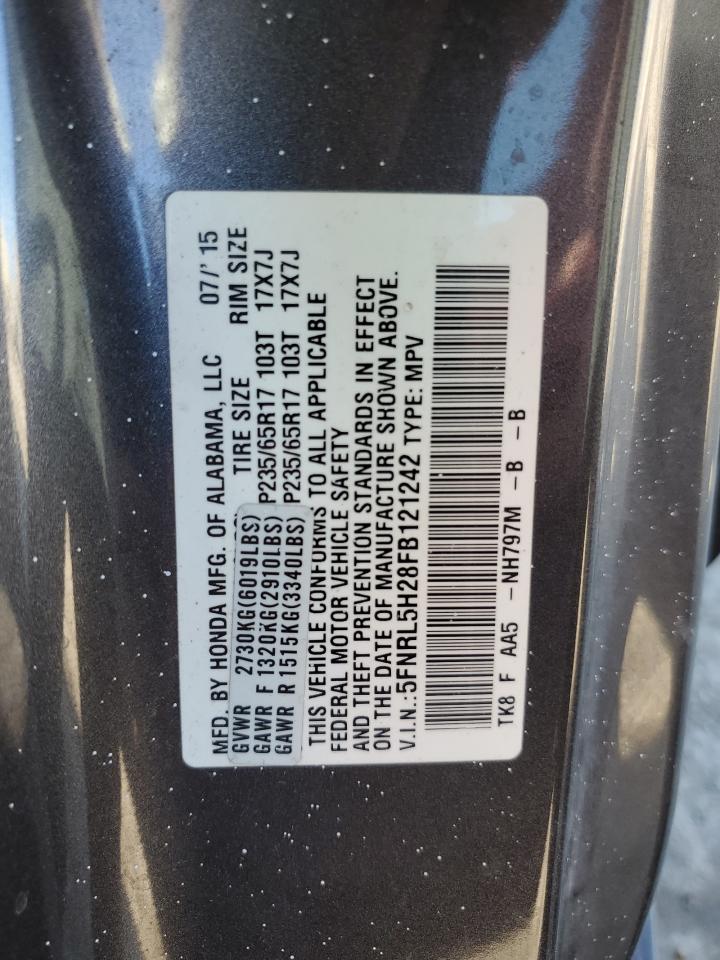 MFD. BY HONDA MFG. OF ALABAMA, LLC 07/' 15
GVWR 2730KG(6019LBS) TIRE SIZE RIM SIZE
GAWR F 1320KG(2910LBS) P235/65R17 103T 17X7J
GAWR R 1515KG(3340LBS) P235/65R17 103T 17X7J
THIS VEHICLE CONFORMS TO ALL APPLICABLE
FEDERAL MOTOR VEHICLE SAFETY
AND THEFT PREVENTION STANDARDS IN EFFECT
ON THE DATE OF MANUFACTURE SHOWN ABOVE.
V.I.N.:5FNRL5H28FB121242 TYPE: MPV
TK8 F AA5 -NH797M -B -B